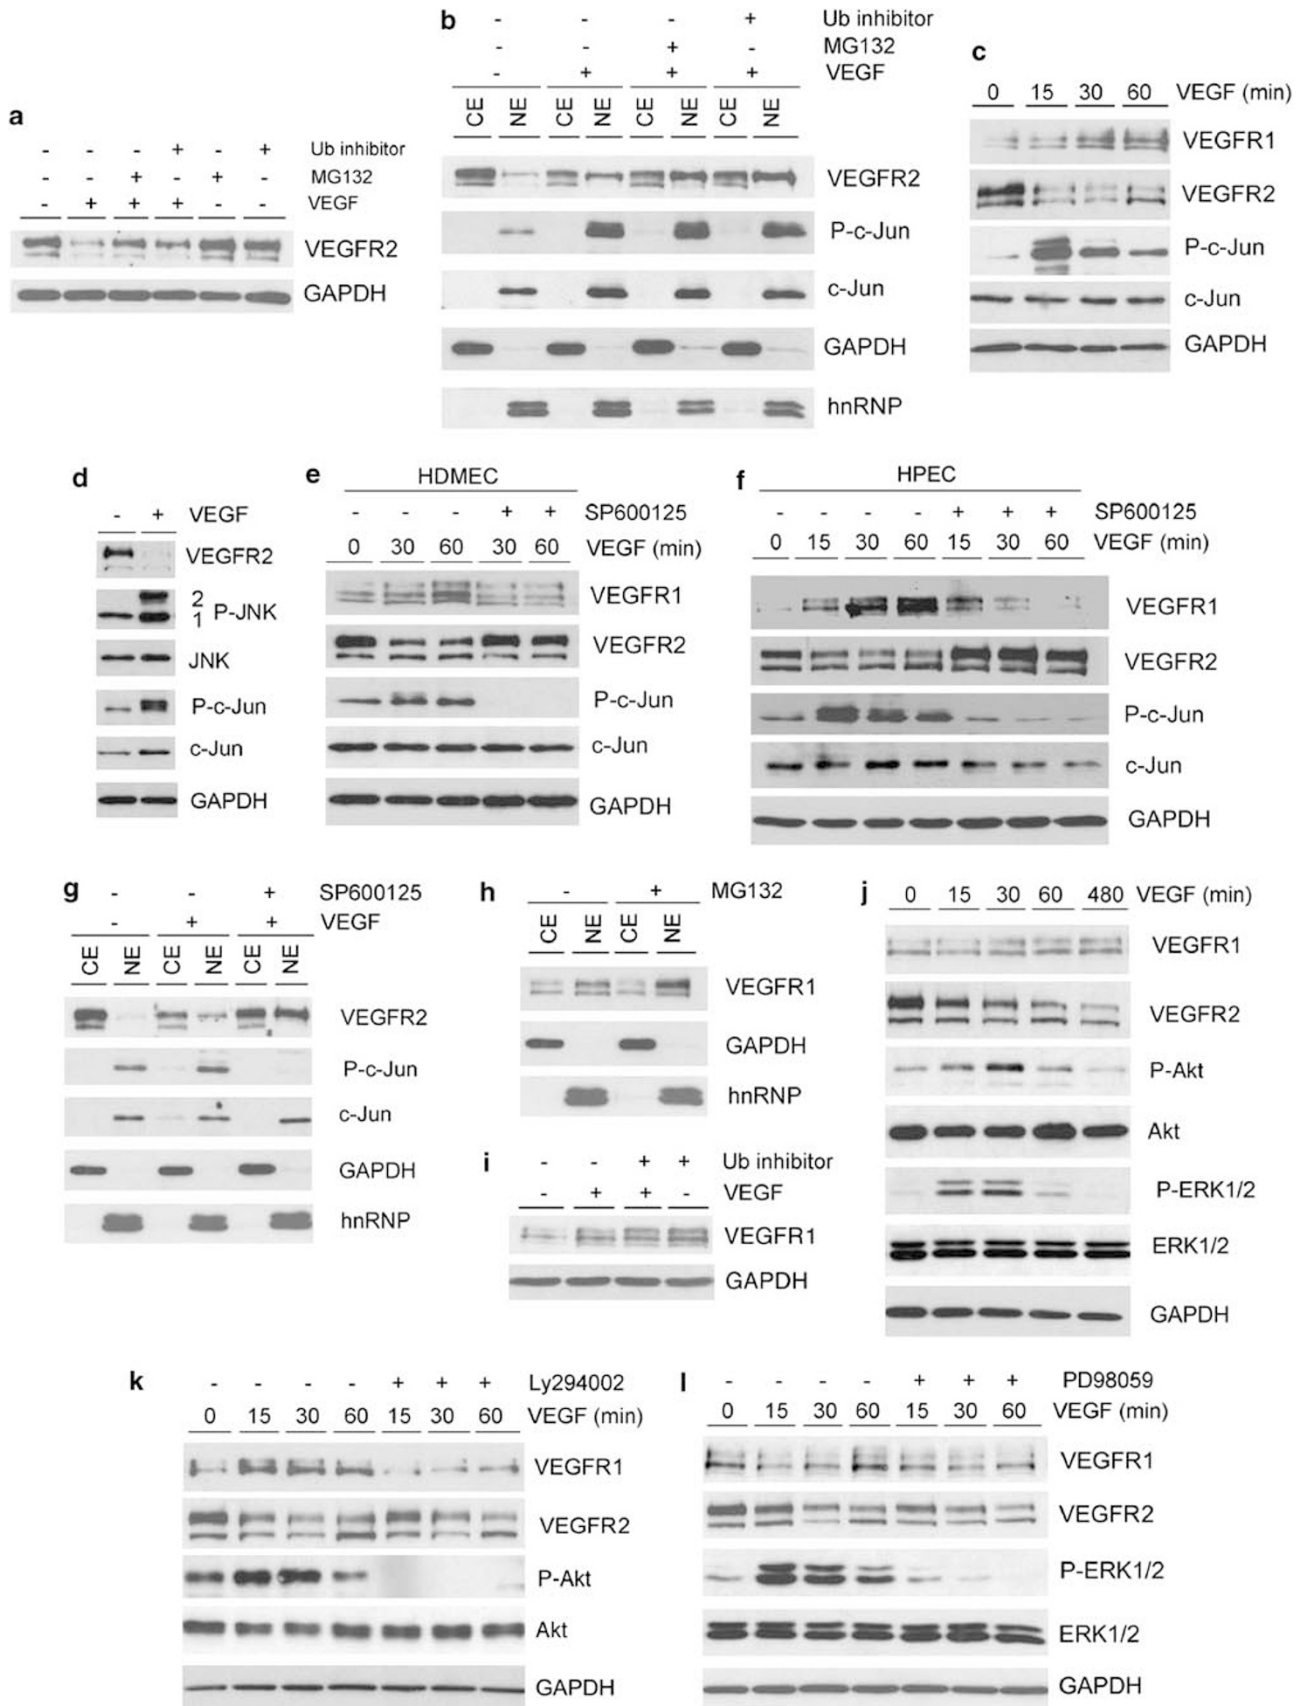 a
- - - + - + Ub inhibitor
- - + - + - MG132
- + + + - - VEGF
VEGFR2
GAPDH
b
- - - + Ub inhibitor
- - + - MG132
- + + + VEGF
CE NE CE NE CE NE CE NE
VEGFR2
P-c-Jun
c-Jun
GAPDH
hnRNP
c
0 15 30 60 VEGF (min)
VEGFR1
VEGFR2
P-c-Jun
c-Jun
GAPDH
d
- + VEGF
VEGFR2
2
1 P-JNK
JNK
P-c-Jun
c-Jun
GAPDH
e
HDMEC
- - - + + SP600125
0 30 60 30 60 VEGF (min)
VEGFR1
VEGFR2
P-c-Jun
c-Jun
GAPDH
f
HPEC
- - - - + + + SP600125
0 15 30 60 15 30 60 VEGF (min)
VEGFR1
VEGFR2
P-c-Jun
c-Jun
GAPDH
g
- - + SP600125
- + + VEGF
CE NE CE NE CE NE
VEGFR2
P-c-Jun
c-Jun
GAPDH
hnRNP
h
- + MG132
CE NE CE NE
VEGFR1
GAPDH
hnRNP
i
- - + + Ub inhibitor
- + + - VEGF
VEGFR1
GAPDH
j
0 15 30 60 480 VEGF (min)
VEGFR1
VEGFR2
P-Akt
Akt
P-ERK1/2
ERK1/2
GAPDH
k
- - - - + + + Ly294002
0 15 30 60 15 30 60 VEGF (min)
VEGFR1
VEGFR2
P-Akt
Akt
GAPDH
l
- - - - + + + PD98059
0 15 30 60 15 30 60 VEGF (min)
VEGFR1
VEGFR2
P-ERK1/2
ERK1/2
GAPDH